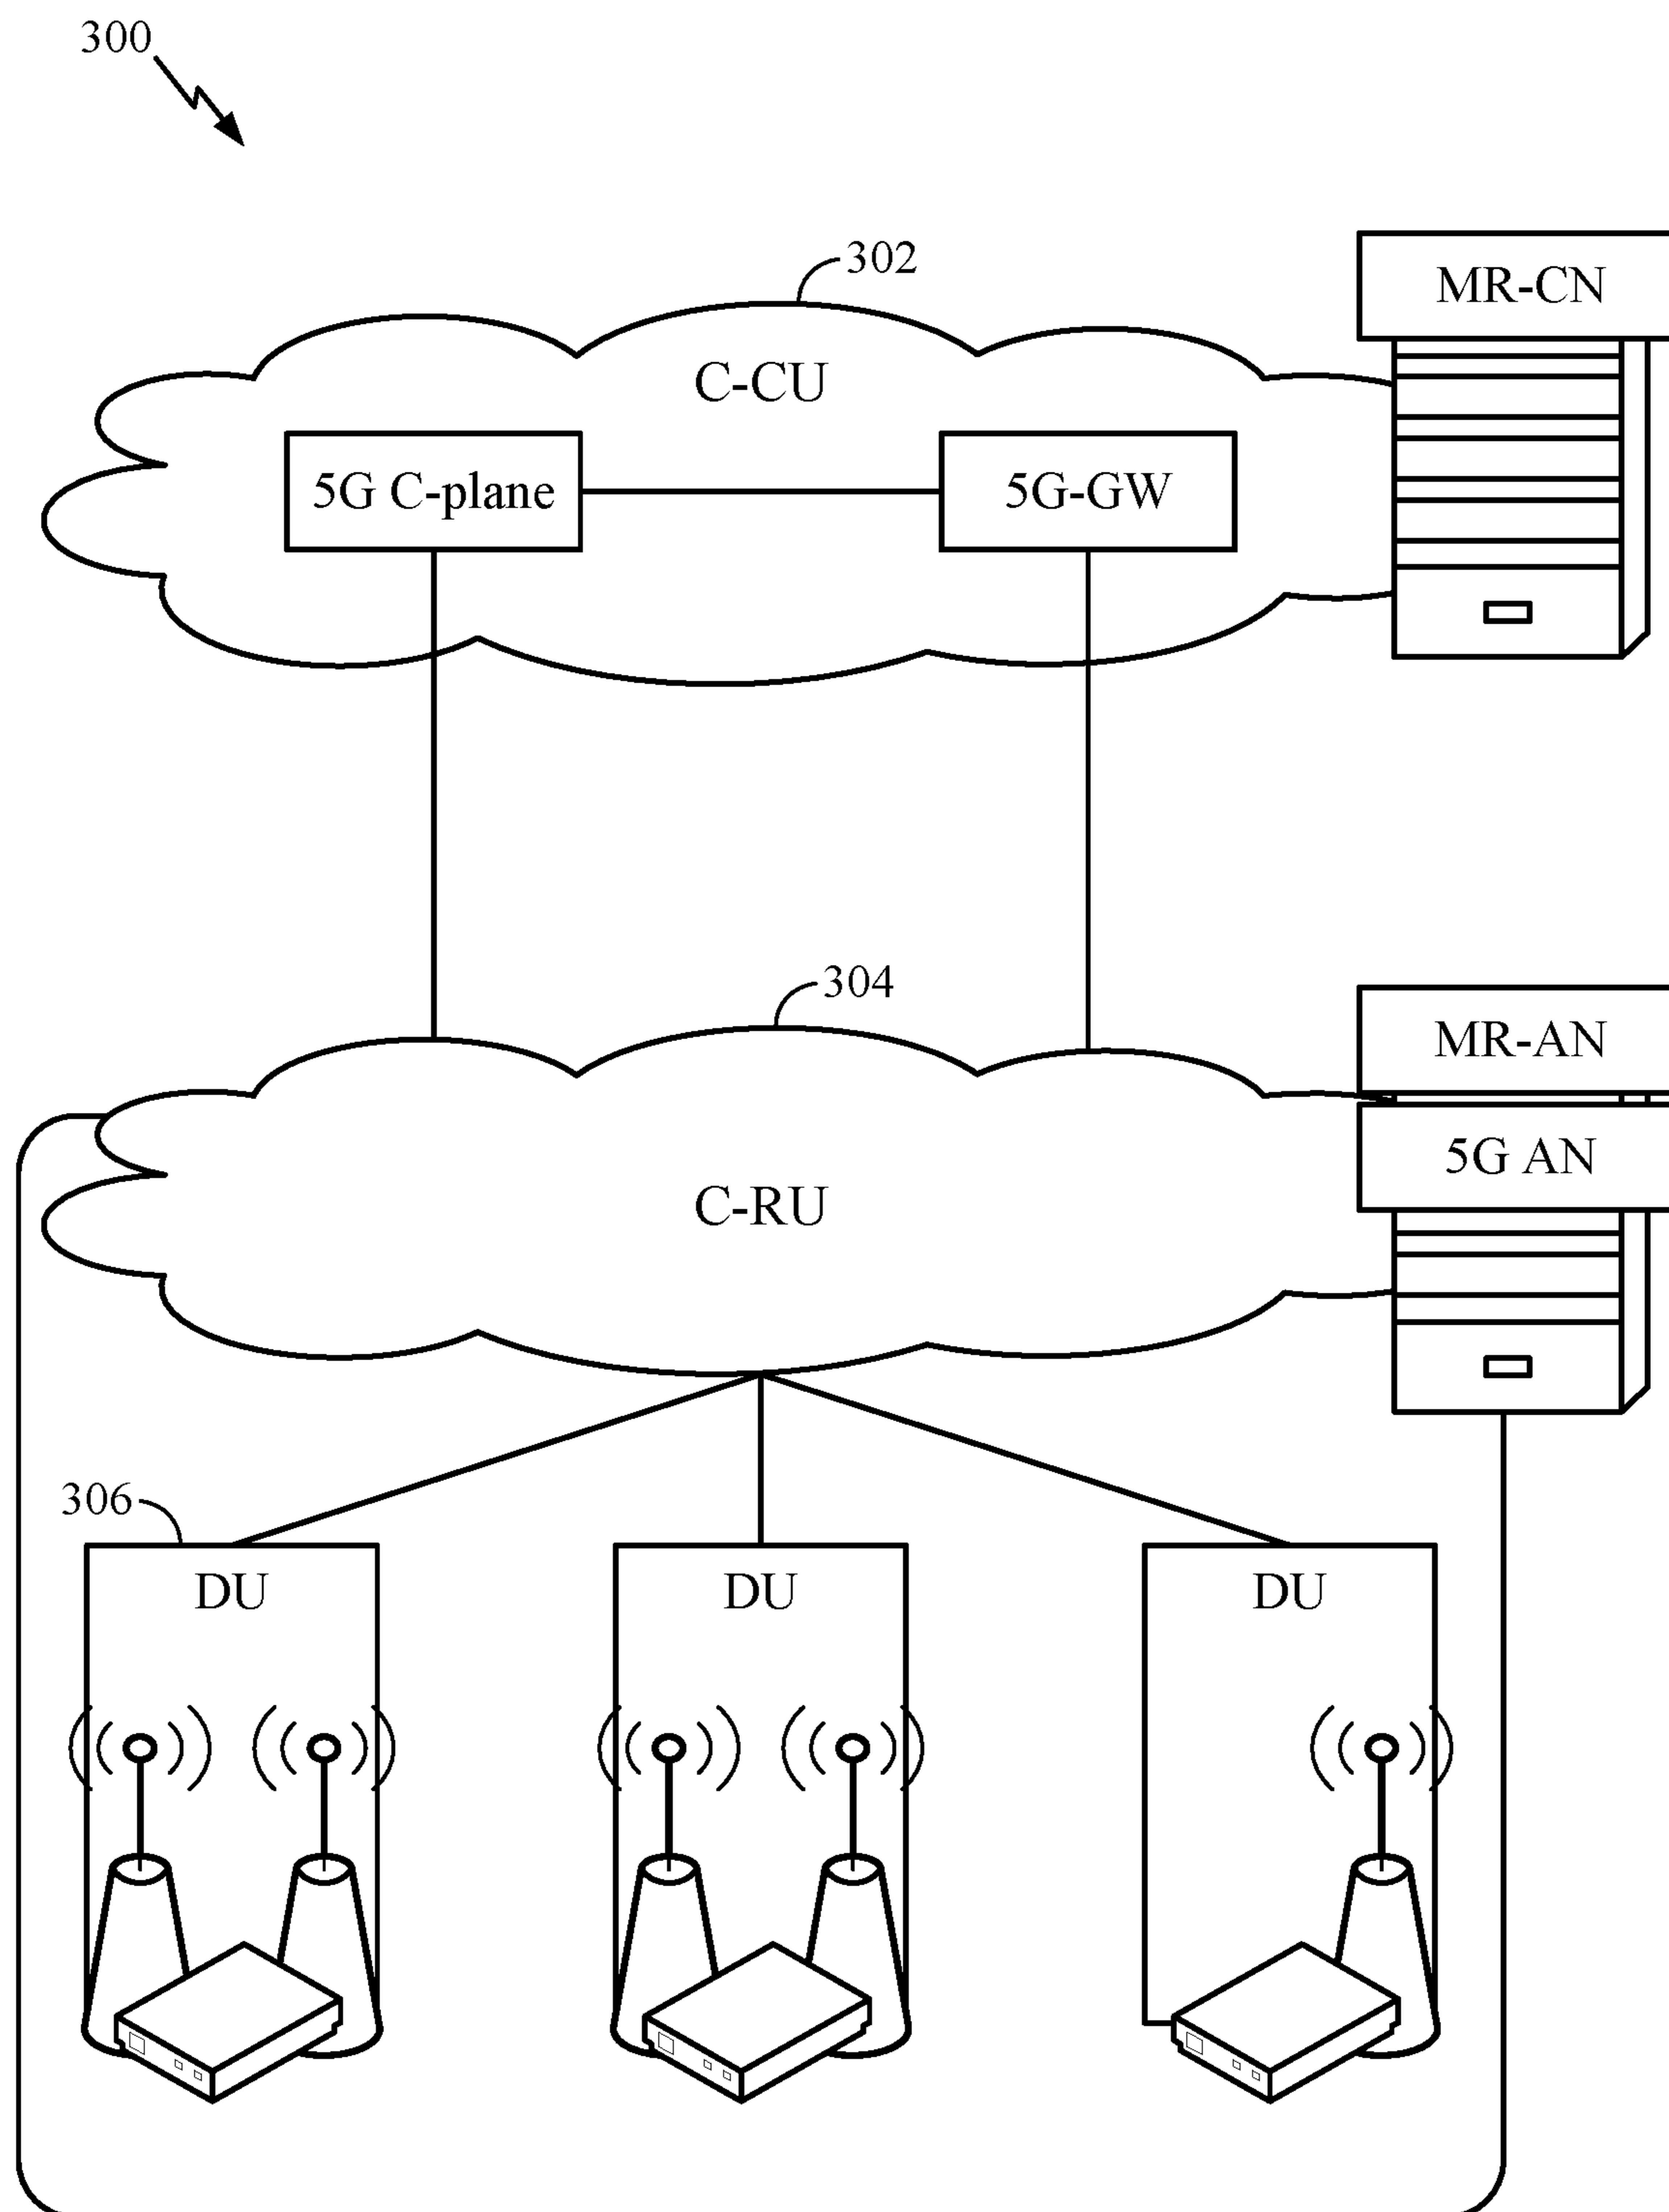 300
302
MR-CN
C-CU
5G C-plane
5G-GW
304
MR-AN
5G AN
C-RU
306
DU
DU
DU